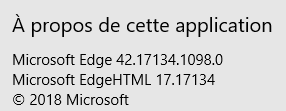 À propos de cette application
Microsoft Edge 42.17134.1098.0
Microsoft EdgeHTML 17.17134
© 2018 Microsoft